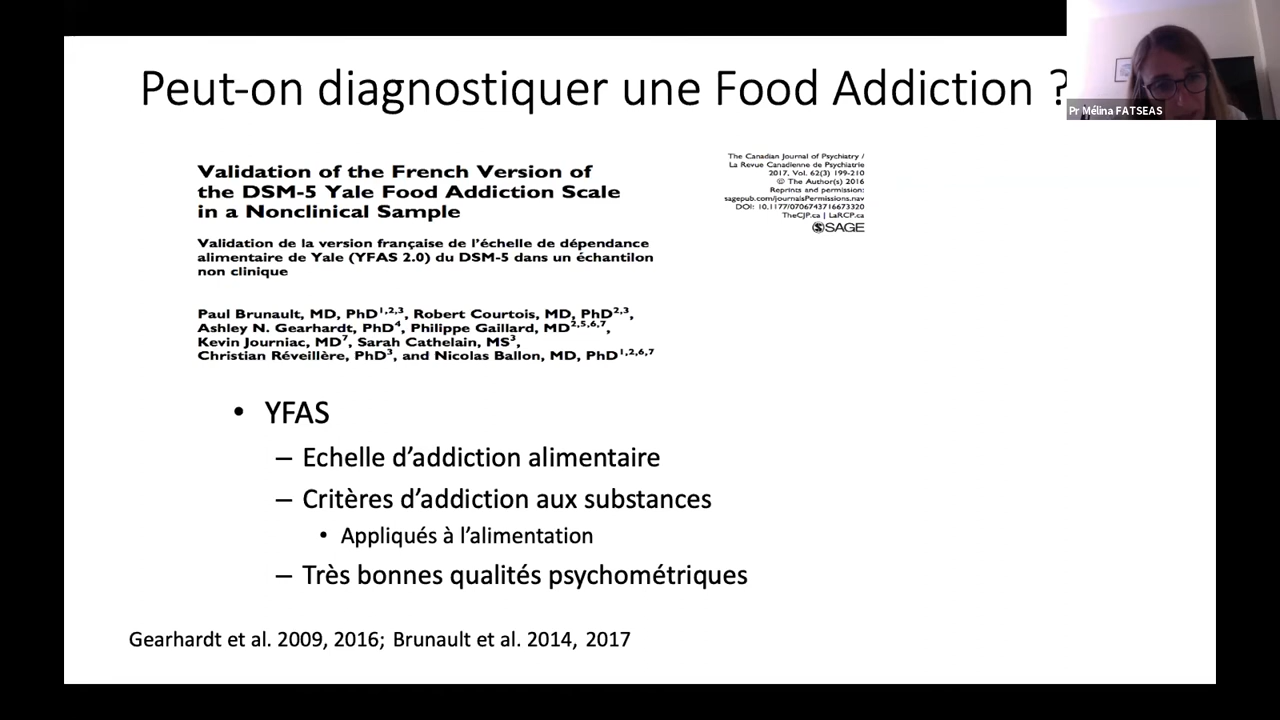 Peut-on diagnostiquer une Food Addiction ?
Pr Mélina FATSEAS
Validation of the French Version of
the DSM-5 Yale Food Addiction Scale
in a Nonclinical Sample
The Canadian Journal of Psychiatry /
La Revue Canadienne de Psychiatrie
2017, Vol. 62(3) 199-210
© The Author(s) 2016
Reprints and permission:
sagepub.com/journalsPermissions.nav
DOI: 10.1177/0706743716673320
TheCJP.ca | LaRCP.ca
SAGE
Validation de la version française de l'échelle de dépendance
alimentaire de Yale (YFAS 2.0) du DSM-5 dans un échantilon
non clinique
Paul Brunault, MD, PhD1,2,3, Robert Courtois, MD, PhD2,3,
Ashley N. Gearhardt, PhD4, Philippe Gaillard, MD2,5,6,7,
Kevin Journiac, MD7, Sarah Cathelain, MS3,
Christian Réveillère, PhD3, and Nicolas Ballon, MD, PhD1,2,6,7
• YFAS
– Echelle d'addiction alimentaire
– Critères d'addiction aux substances
• Appliqués à l'alimentation
– Très bonnes qualités psychométriques
Gearhardt et al. 2009, 2016; Brunault et al. 2014, 2017